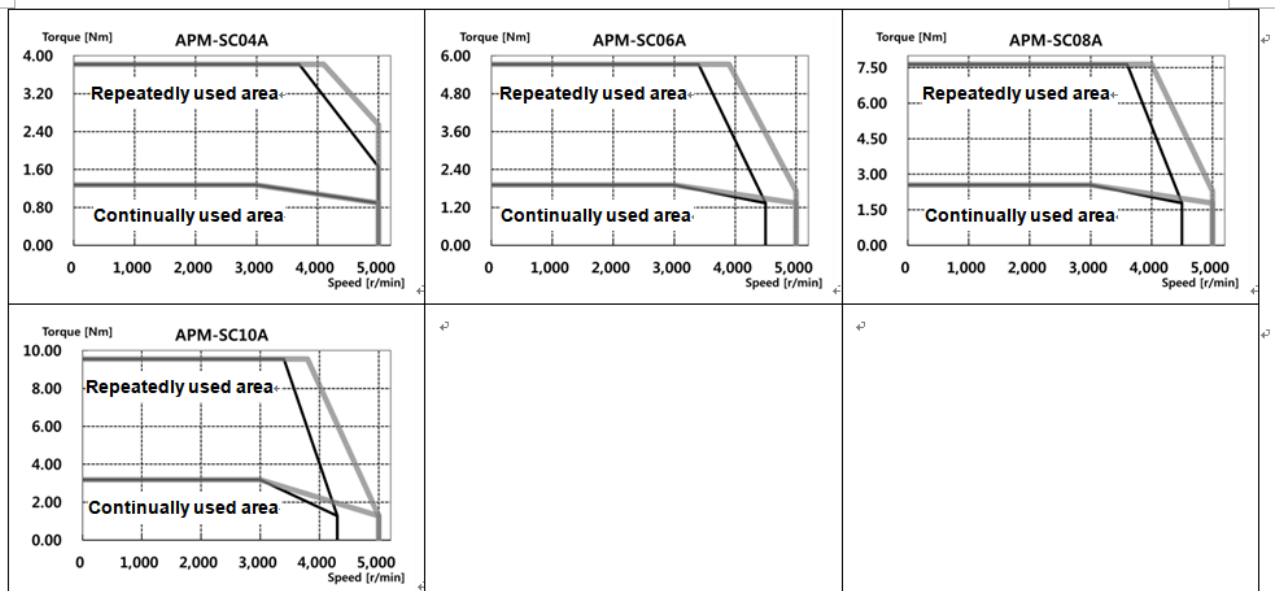 Torque [Nm] APM-SC04A
4.00
3.20
Repeatedly used area
2.40
1.60
0.80
Continually used area
0.00
0 1,000 2,000 3,000 4,000 5,000
Speed [r/min]
Torque [Nm] APM-SC06A
6.00
4.80
Repeatedly used area
3.60
2.40
1.20
Continually used area
0.00
0 1,000 2,000 3,000 4,000 5,000
Speed [r/min]
Torque [Nm] APM-SC08A
7.50
Repeatedly used area
6.00
4.50
3.00
1.50
Continually used area
0.00
0 1,000 2,000 3,000 4,000 5,000
Speed [r/min]
Torque [Nm] APM-SC10A
10.00
8.00
Repeatedly used area
6.00
4.00
2.00
Continually used area
0.00
0 1,000 2,000 3,000 4,000 5,000
Speed [r/min]